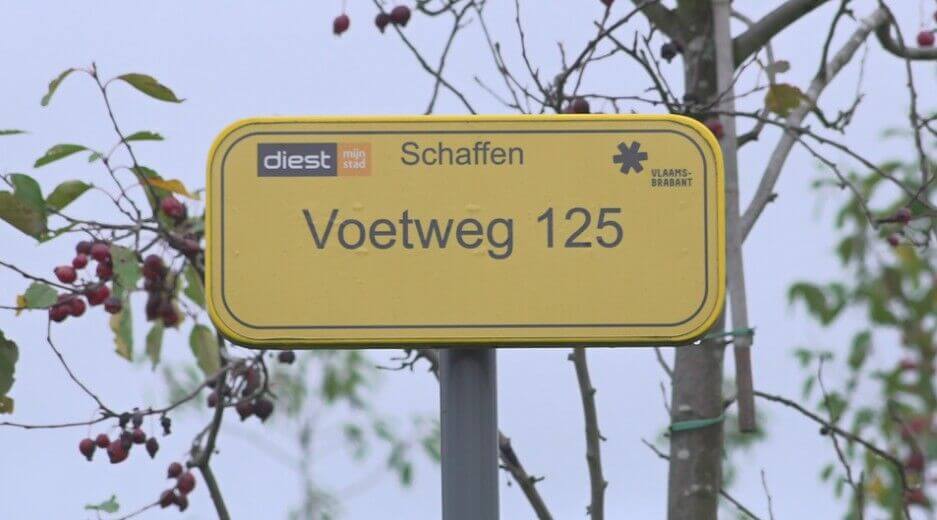 diest mijn stad Schaffen
VLAAMS-
BRABANT
Voetweg 125